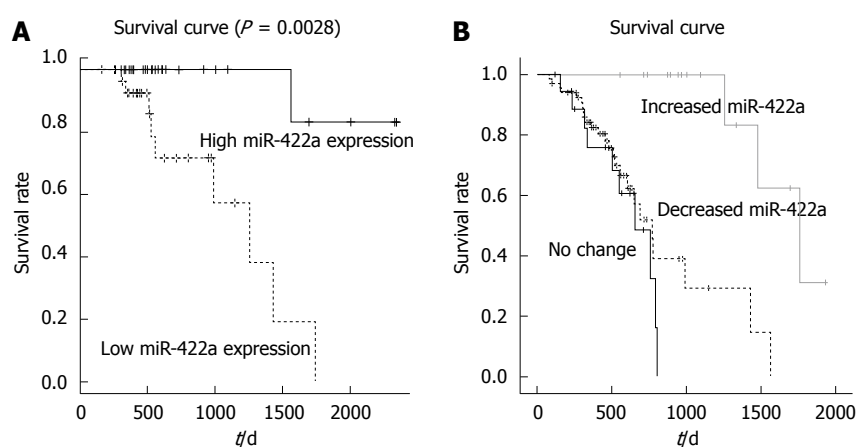 A
Survival curve (P = 0.0028)
1.0
0.8
0.6
0.4
0.2
0.0
Survival rate
High miR-422a expression
Low miR-422a expression
0
500
1000
1500
2000
t/d
B
Survival curve
1.0
0.8
0.6
0.4
0.2
0.0
Survival rate
Increased miR-422a
Decreased miR-422a
No change
0
500
1000
1500
2000
t/d